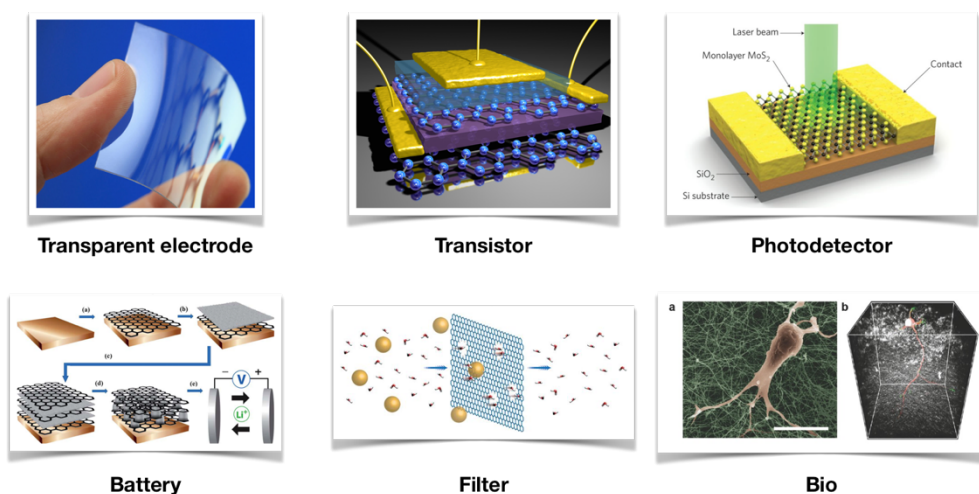 Laser beam
Monolayer MoS₂
Contact
SiO₂
Si substrate
Transparent electrode
Transistor
Photodetector
(a)
(b)
(c)
(d)
(e)
− V +
Li⁺
a
b
Battery
Filter
Bio